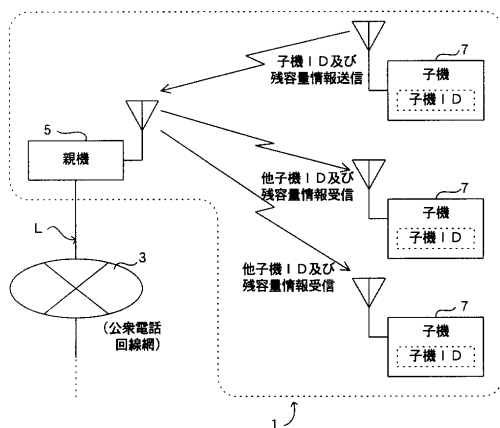 7
子機ID及び
残容量情報送信
子機
子機ID
5
親機
7
他子機ID及び
残容量情報受信
子機
子機ID
L
3
他子機ID及び
残容量情報受信
7
(公衆電話
回線網)
子機
子機ID
1